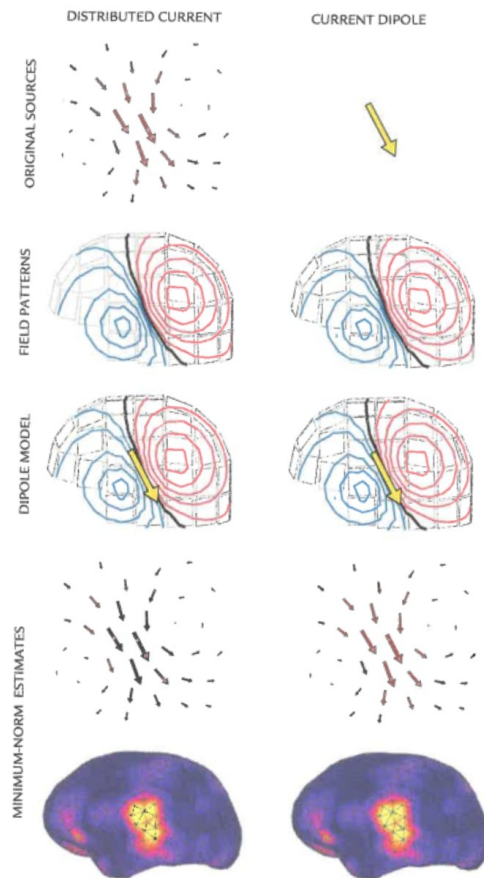 DISTRIBUTED CURRENT
CURRENT DIPOLE
ORIGINAL SOURCES
FIELD PATTERNS
DIPOLE MODEL
MINIMUM-NORM ESTIMATES